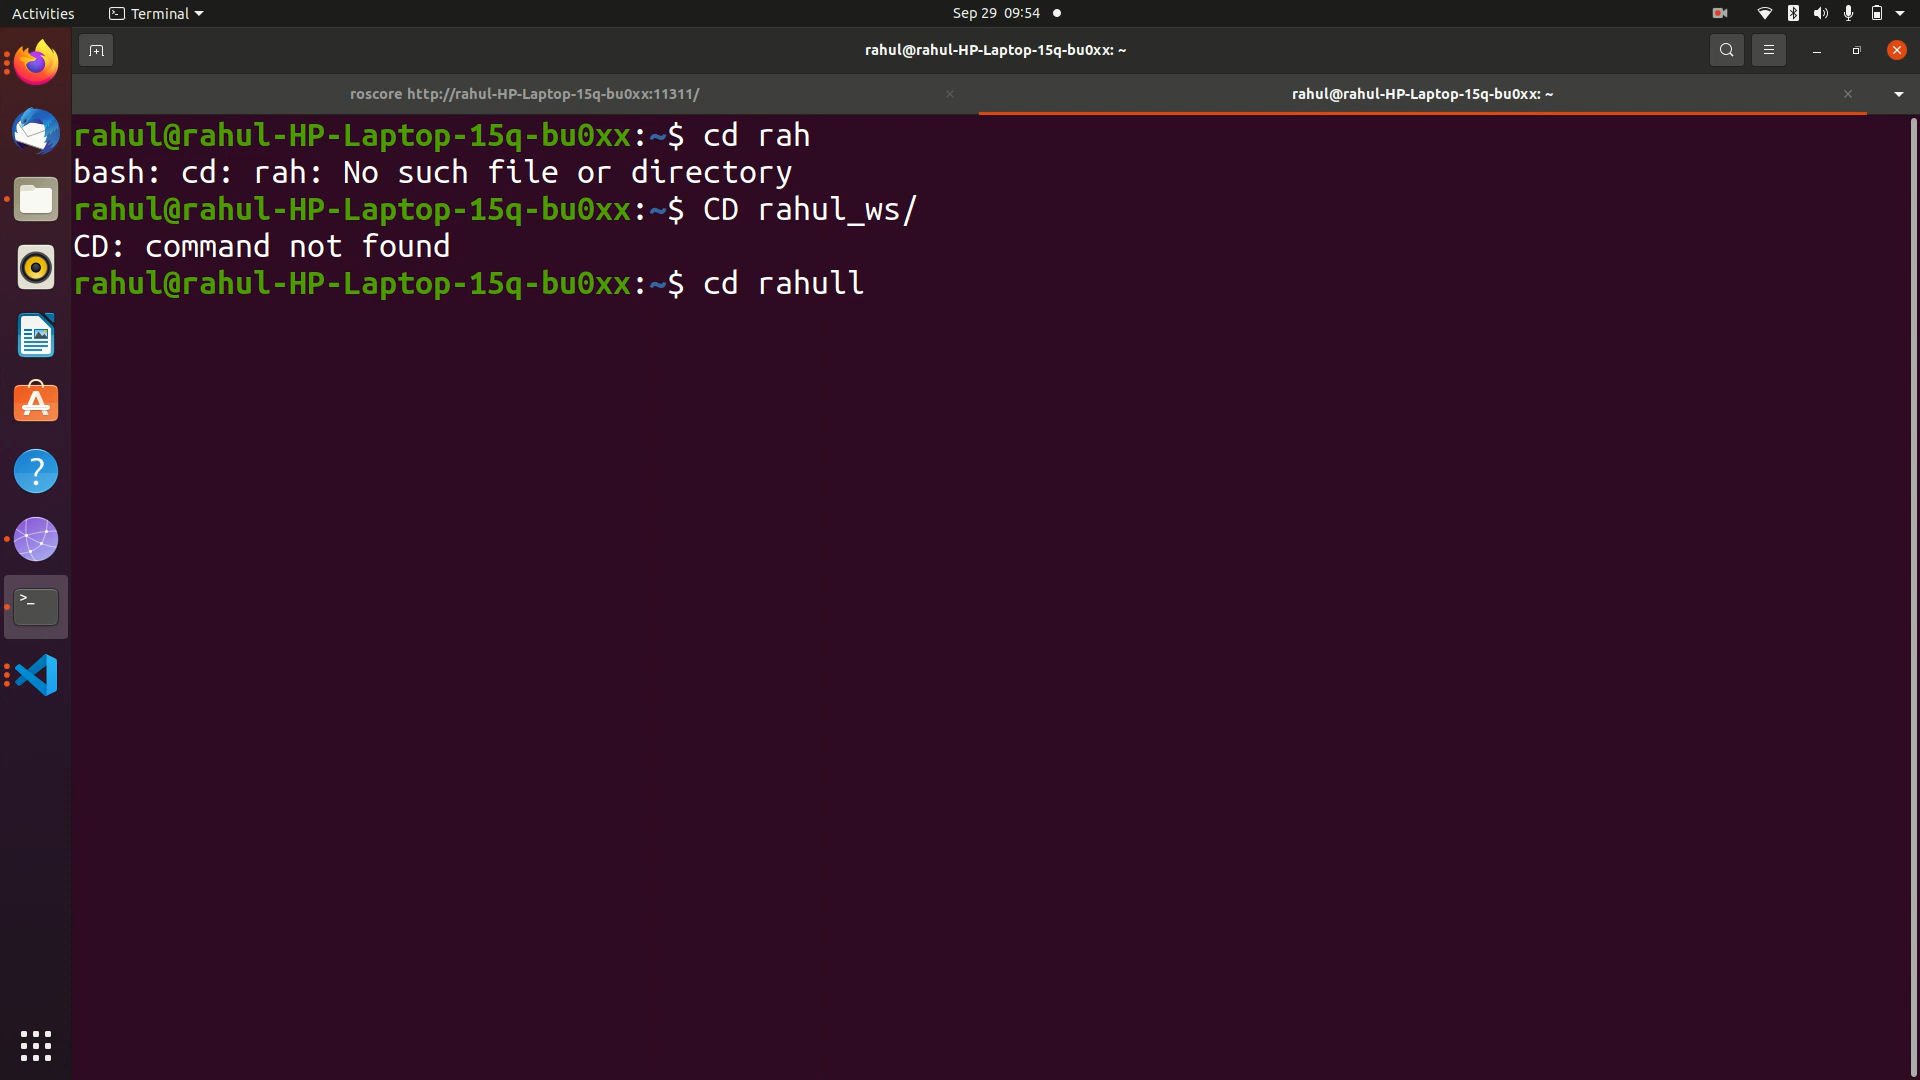 Activities
Terminal
Sep 29 09:54
rahul@rahul-HP-Laptop-15q-bu0xx: ~
roscore http://rahul-HP-Laptop-15q-bu0xx:11311/
rahul@rahul-HP-Laptop-15q-bu0xx: ~
rahul@rahul-HP-Laptop-15q-bu0xx:~$ cd rah
bash: cd: rah: No such file or directory
rahul@rahul-HP-Laptop-15q-bu0xx:~$ CD rahul_ws/
CD: command not found
rahul@rahul-HP-Laptop-15q-bu0xx:~$ cd rahull